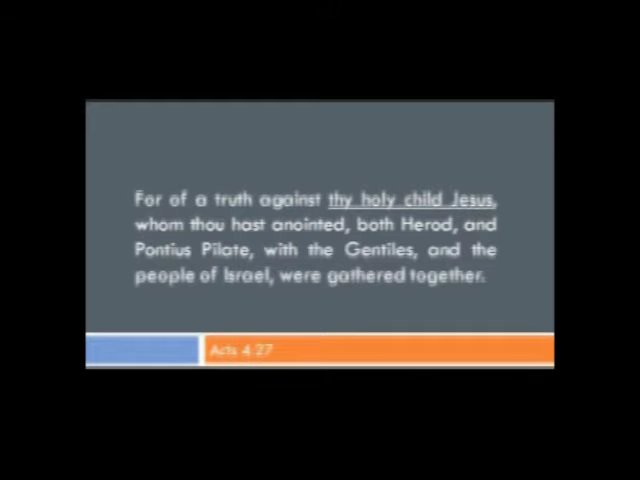 For of a truth against thy holy child Jesus,
whom thou hast anointed, both Herod, and
Pontius Pilate, with the Gentiles, and the
people of Israel, were gathered together.
Acts 4:27